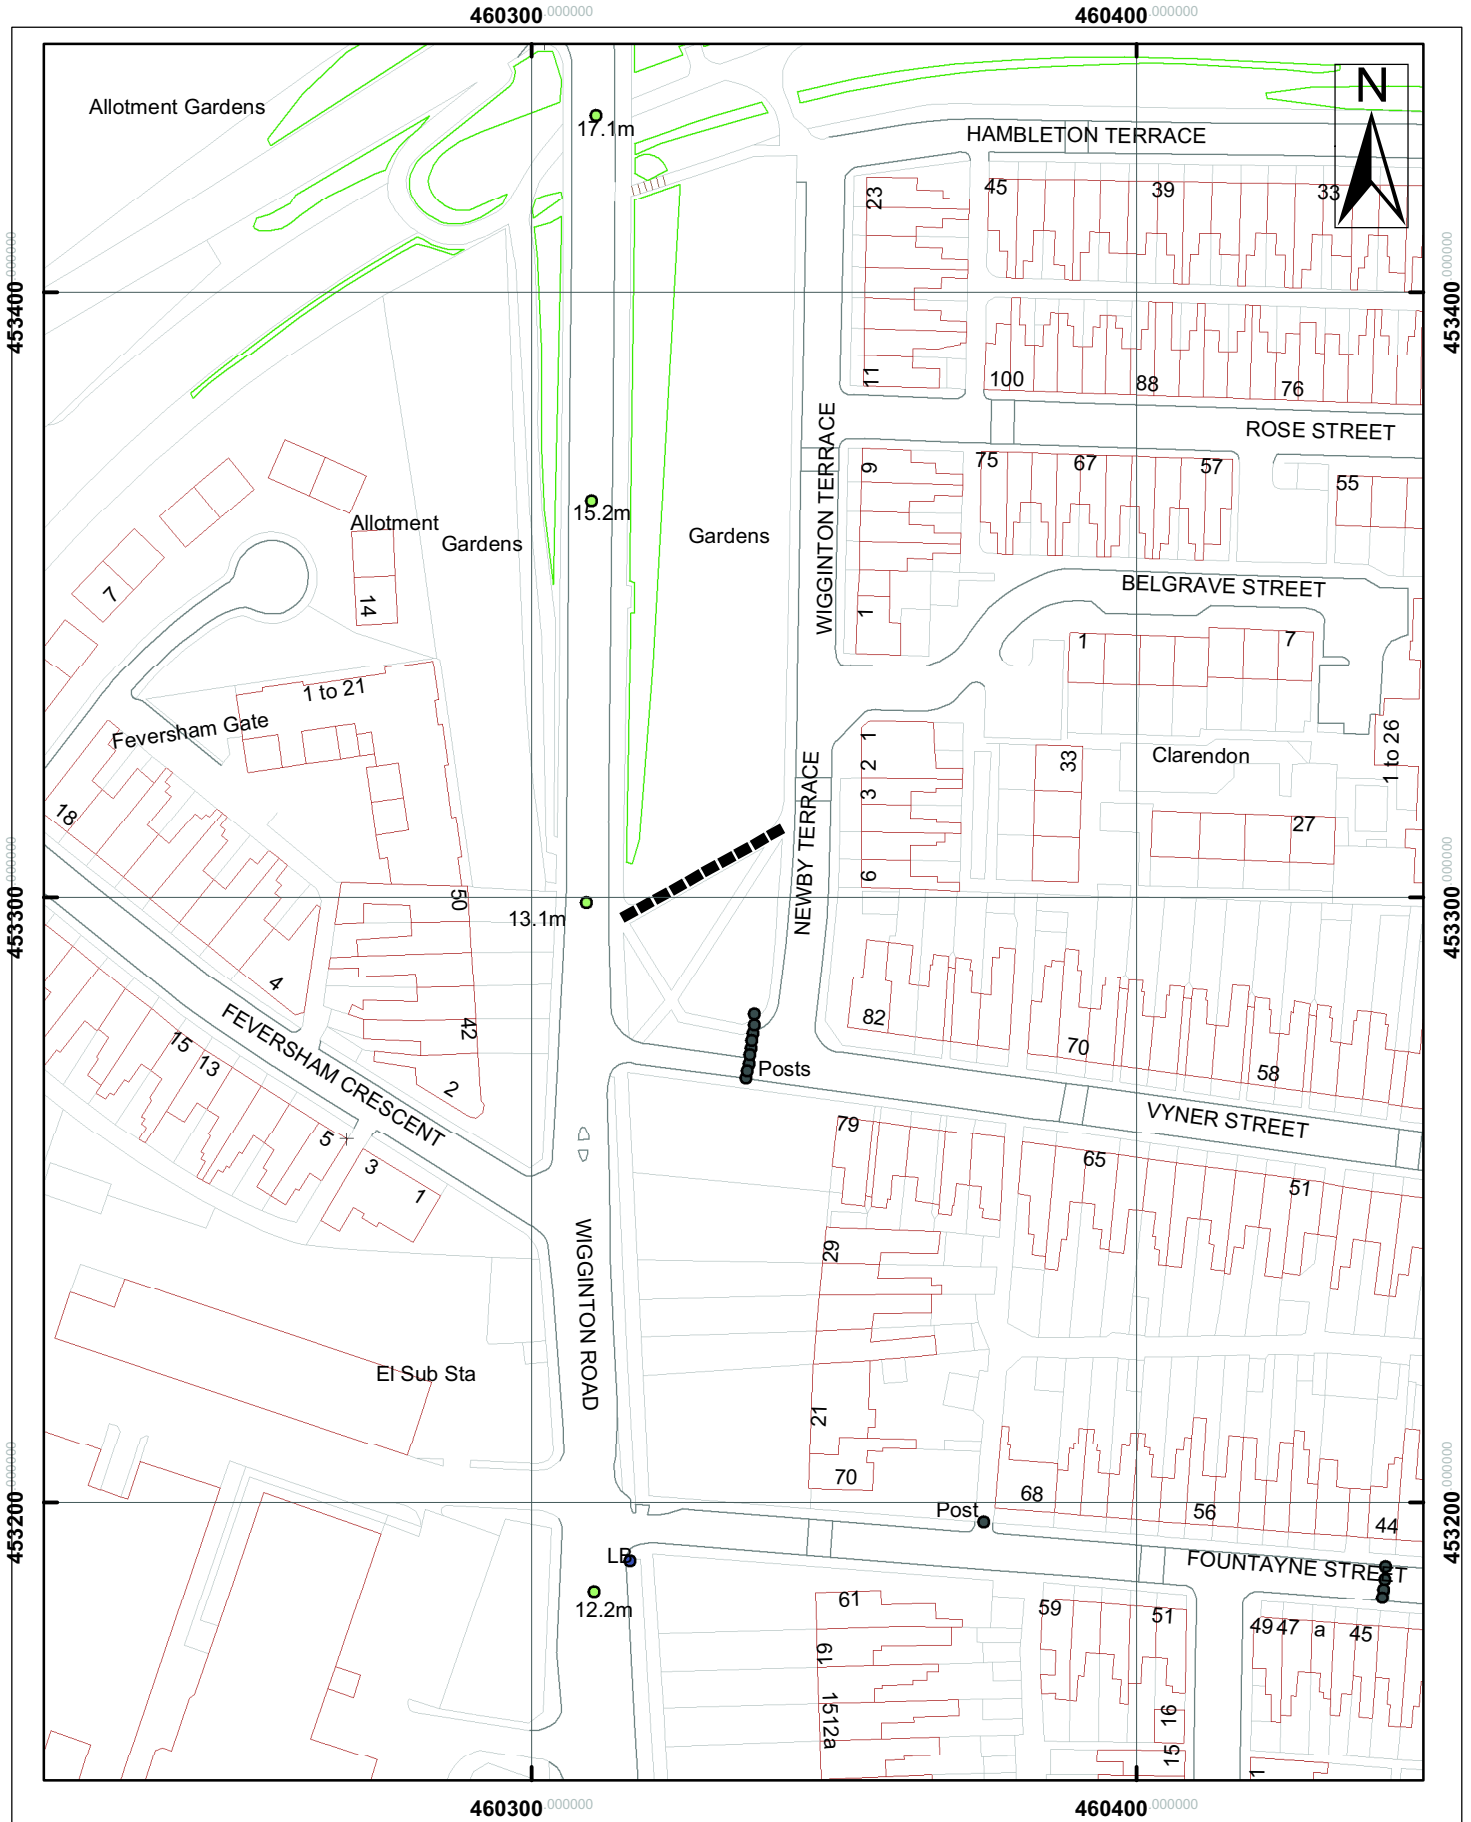 460300.000000 460400.000000
N
Allotment Gardens
17.1m
HAMBLETON TERRACE
23
45
39
33
453400.000000
453400.000000
11
100
88
76
ROSE STREET
WIGGINTON TERRACE
9
75
67
57
55
15.2m
Allotment
Gardens
Gardens
7
14
1
BELGRAVE STREET
1
7
1 to 21
Feversham Gate
1
2
3
6
33
Clarendon
1 to 26
27
18
NEWBY TERRACE
50
453300.000000
453300.000000
13.1m
4
42
2
82
70
58
FEVERSHAM CRESCENT
15
13
5
3
1
Posts
VYNER STREET
79
65
51
29
WIGGINTON ROAD
El Sub Sta
21
70
68
56
44
453200.000000
453200.000000
Post
LB
FOUNTAYNE STREET
12.2m
61
59
51
49 47 a 45
19
15 12a
16
15
1
460300.000000 460400.000000